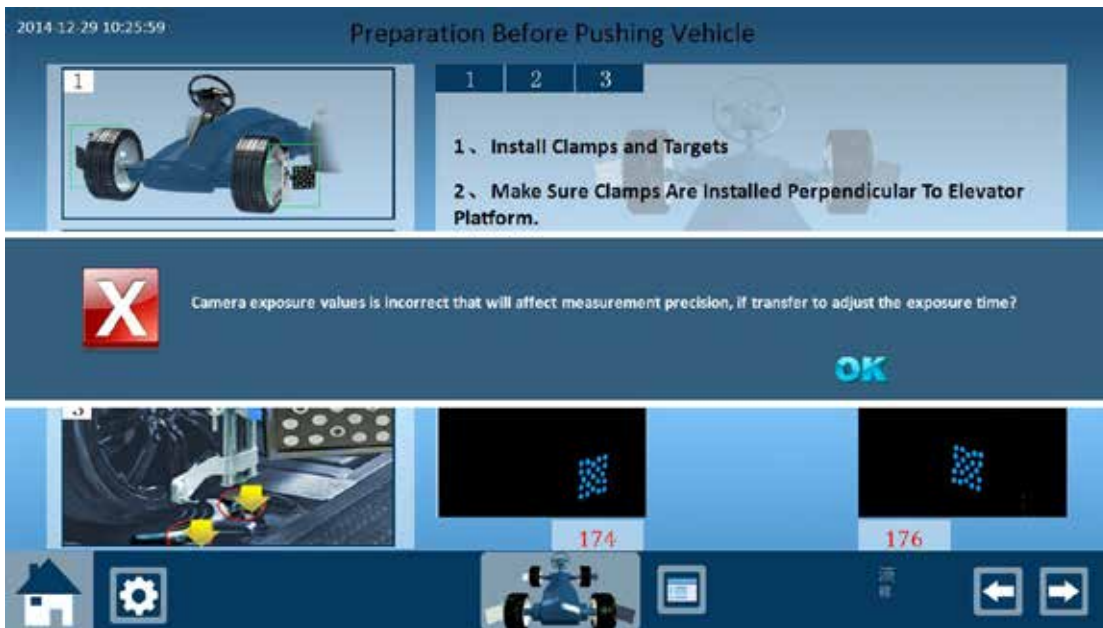 2014-12-29 10:25:59
Preparation Before Pushing Vehicle
1
1 2 3
1、Install Clamps and Targets
2、Make Sure Clamps Are Installed Perpendicular To Elevator
Platform.
X
Camera exposure values is incorrect that will affect measurement precision, if transfer to adjust the exposure time?
OK
3
174
176